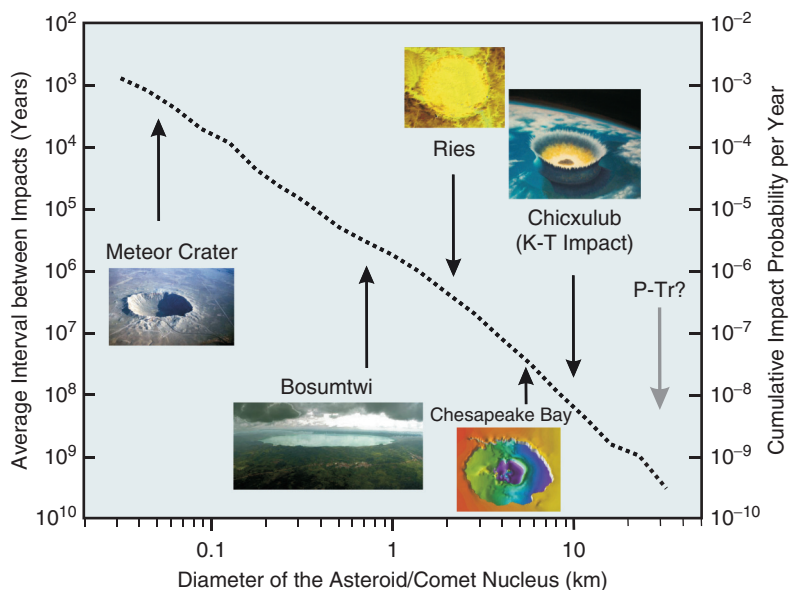 10²
10³
10⁴
10⁵
10⁶
10⁷
10⁸
10⁹
10¹⁰
Average Interval between Impacts (Years)
Meteor Crater
Bosumtwi
Ries
Chicxulub
(K-T Impact)
Chesapeake Bay
P-Tr?
10⁻²
10⁻³
10⁻⁴
10⁻⁵
10⁻⁶
10⁻⁷
10⁻⁸
10⁻⁹
10⁻¹⁰
Cumulative Impact Probability per Year
0.1
1
10
Diameter of the Asteroid/Comet Nucleus (km)